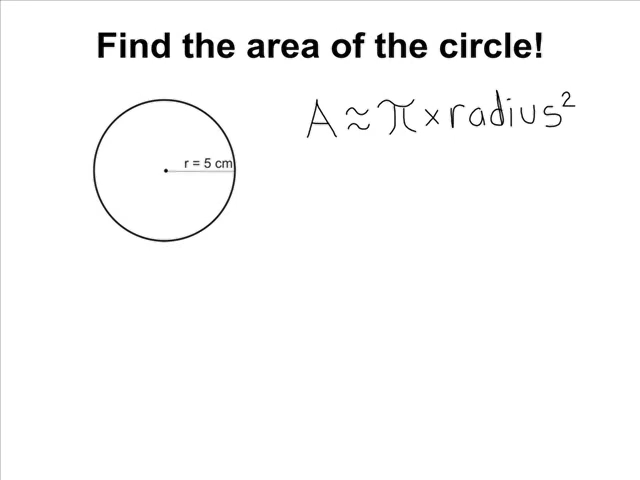 Find the area of the circle!
A ≈ π × radius²
r = 5 cm